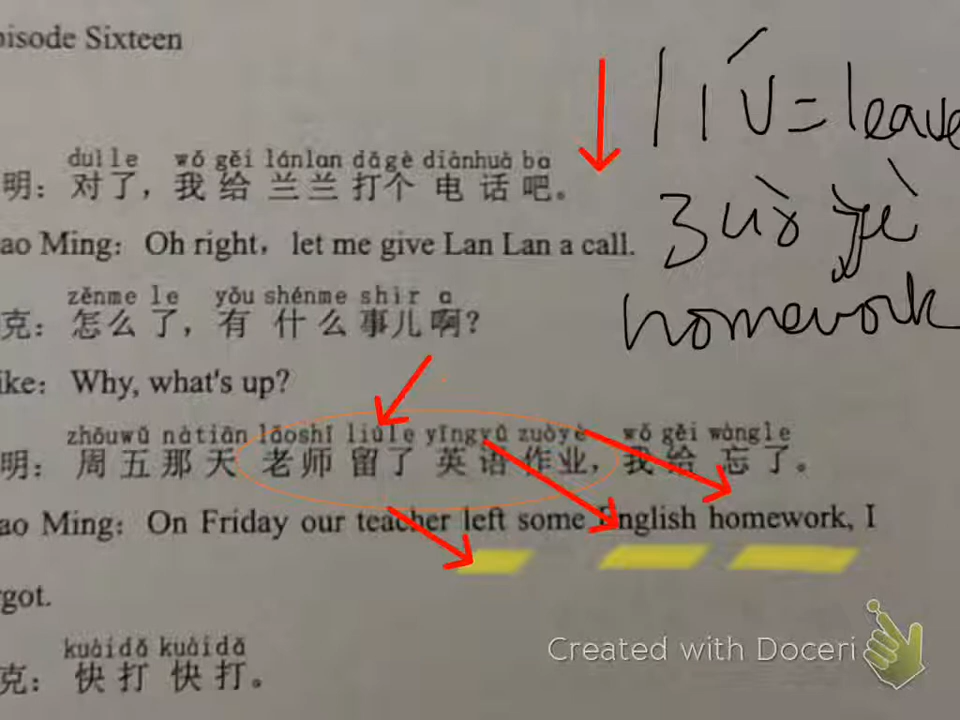 pisode Sixteen
líu = leave
duì le wǒ gěi lánlan dǎgè diànhuà ba
明：对了，我给兰兰打个电话吧。
zuò yè
ao Ming：Oh right，let me give Lan Lan a call.
zěnme le yǒu shénme shìr a
克：怎么了，有什么事儿啊？
homework
ike：Why, what's up?
zhōuwǔ nàtiān lǎoshī liúle yīngyǔ zuòyè wǒ gěi wàngle
明：周五那天老师留了英语作业，我给忘了。
ao Ming：On Friday our teacher left some English homework, I
rgot.
kuàidǎ kuàidǎ
克：快打快打。
Created with Doceri